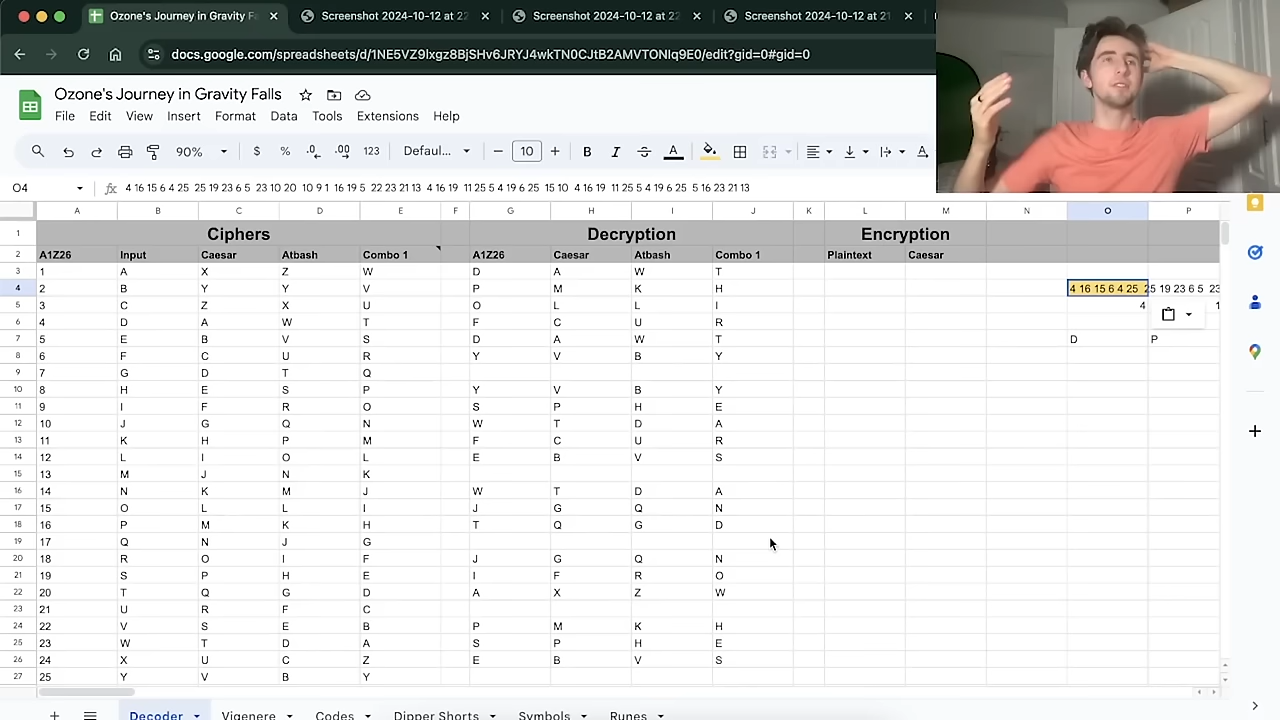 Ozone's Journey in Gravity Falls
Screenshot 2024-10-12 at 22
Screenshot 2024-10-12 at 22
Screenshot 2024-10-12 at 21
docs.google.com/spreadsheets/d/1NE5VZ9lxgz8BjSHv6JRYJ4wkTN0CJtB2AMVTONlq9E0/edit?gid=0#gid=0
Ozone's Journey in Gravity Falls
File Edit View Insert Format Data Tools Extensions Help
90% $ % .0 .00 123 Defaul... 10 B I A A
O4 fx 4 16 15 6 4 25 25 19 23 6 5 23 10 20 10 9 1 16 19 5 22 23 21 13 4 16 19 11 25 5 4 19 6 25 15 10 4 16 19 11 25 5 4 19 6 25 5 16 23 21 13
A B C D E F G H I J K L M N O P
1 Ciphers Decryption Encryption
2 A1Z26 Input Caesar Atbash Combo 1 A1Z26 Caesar Atbash Combo 1 Plaintext Caesar
3 1 A X Z W D A W T
4 2 B Y Y V P M K H 4 16 15 6 4 25 25 19 23 6 5 23
5 3 C Z X U O L L I 4 1
6 4 D A W T F C U R
7 5 E B V S D A W T D P
8 6 F C U R Y V B Y
9 7 G D T Q
10 8 H E S P Y V B Y
11 9 I F R O S P H E
12 10 J G Q N W T D A
13 11 K H P M F C U R
14 12 L I O L E B V S
15 13 M J N K
16 14 N K M J W T D A
17 15 O L L I J G Q N
18 16 P M K H T Q G D
19 17 Q N J G
20 18 R O I F J G Q N
21 19 S P H E I F R O
22 20 T Q G D A X Z W
23 21 U R F C
24 22 V S E B P M K H
25 23 W T D A S P H E
26 24 X U C Z E B V S
27 25 Y V B Y
Decoder Vigenere Codes Dipper Shorts Symbols Runes